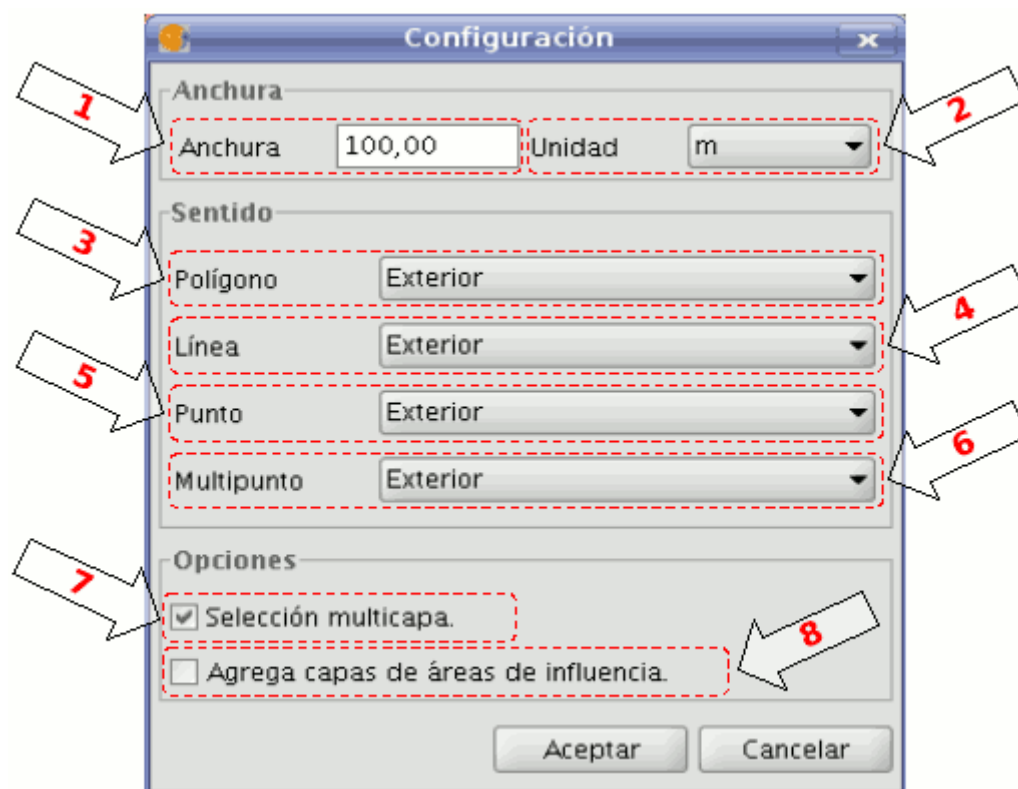 Configuración
Anchura
1
2
Anchura 100,00 Unidad m
Sentido
3
Polígono Exterior
4
Línea Exterior
5
Punto Exterior
6
Multipunto Exterior
Opciones
7
Selección multicapa.
8
Agrega capas de áreas de influencia.
Aceptar Cancelar